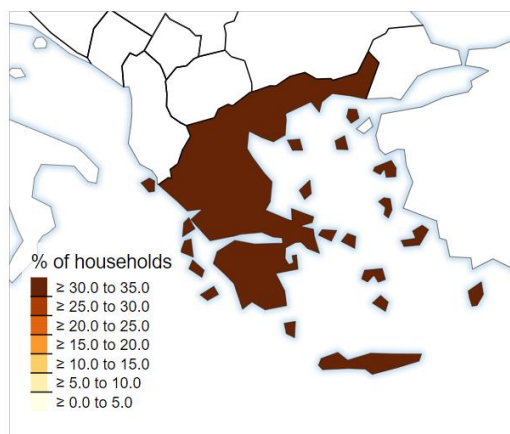 % of households
≥ 30.0 to 35.0
≥ 25.0 to 30.0
≥ 20.0 to 25.0
≥ 15.0 to 20.0
≥ 10.0 to 15.0
≥ 5.0 to 10.0
≥ 0.0 to 5.0